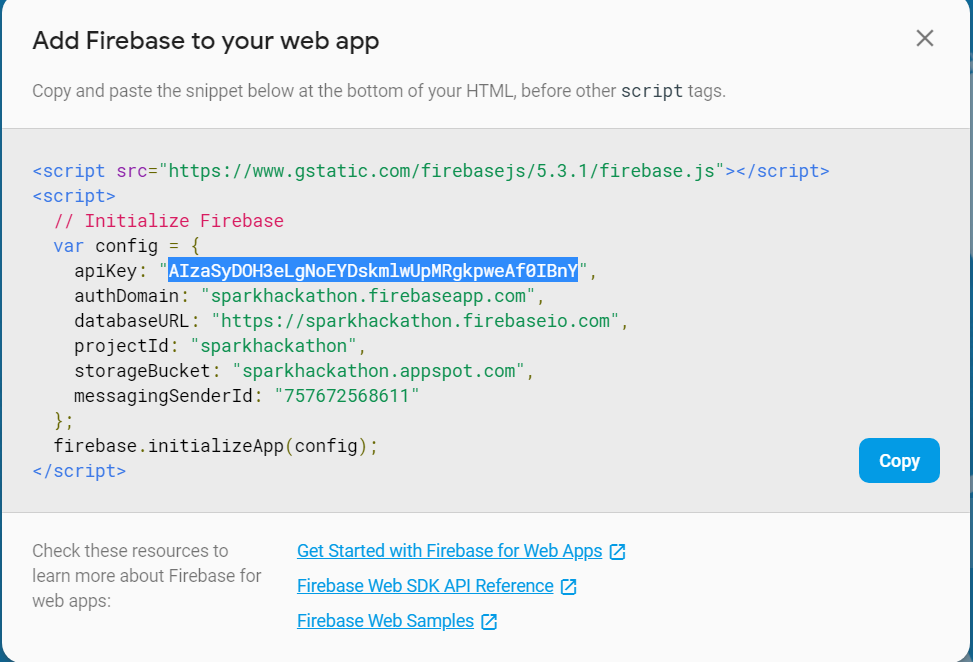 Add Firebase to your web app
Copy and paste the snippet below at the bottom of your HTML, before other script tags.
<script src="https://www.gstatic.com/firebasejs/5.3.1/firebase.js"></script>
<script>
  // Initialize Firebase
  var config = {
    apiKey: "AIzaSyDOH3eLgNoEYDskmlwUpMRgkpweAf0IBnY",
    authDomain: "sparkhackathon.firebaseapp.com",
    databaseURL: "https://sparkhackathon.firebaseio.com",
    projectId: "sparkhackathon",
    storageBucket: "sparkhackathon.appspot.com",
    messagingSenderId: "757672568611"
  };
  firebase.initializeApp(config);
</script>
Copy
Check these resources to
learn more about Firebase for
web apps:
Get Started with Firebase for Web Apps
Firebase Web SDK API Reference
Firebase Web Samples